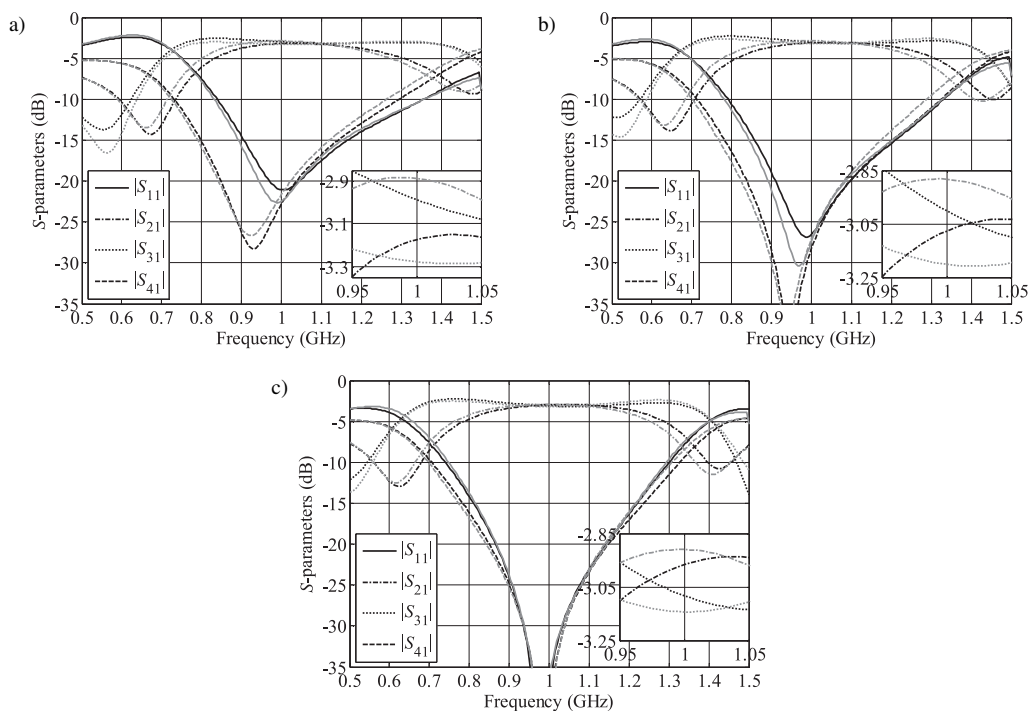 a)
0
-5
-10
-15
-20
-25
-30
-35
S-parameters (dB)
|S11|
|S21|
|S31|
|S41|
-2.9
-3.1
-3.3
0.95 1 1.05
0.5 0.6 0.7 0.8 0.9 1 1.1 1.2 1.3 1.4 1.5
Frequency (GHz)
b)
0
-5
-10
-15
-20
-25
-30
-35
S-parameters (dB)
|S11|
|S21|
|S31|
|S41|
-2.85
-3.05
-3.25
0.95 1 1.05
0.5 0.6 0.7 0.8 0.9 1 1.1 1.2 1.3 1.4 1.5
Frequency (GHz)
c)
0
-5
-10
-15
-20
-25
-30
-35
S-parameters (dB)
|S11|
|S21|
|S31|
|S41|
-2.85
-3.05
-3.25
0.95 1 1.05
0.5 0.6 0.7 0.8 0.9 1 1.1 1.2 1.3 1.4 1.5
Frequency (GHz)